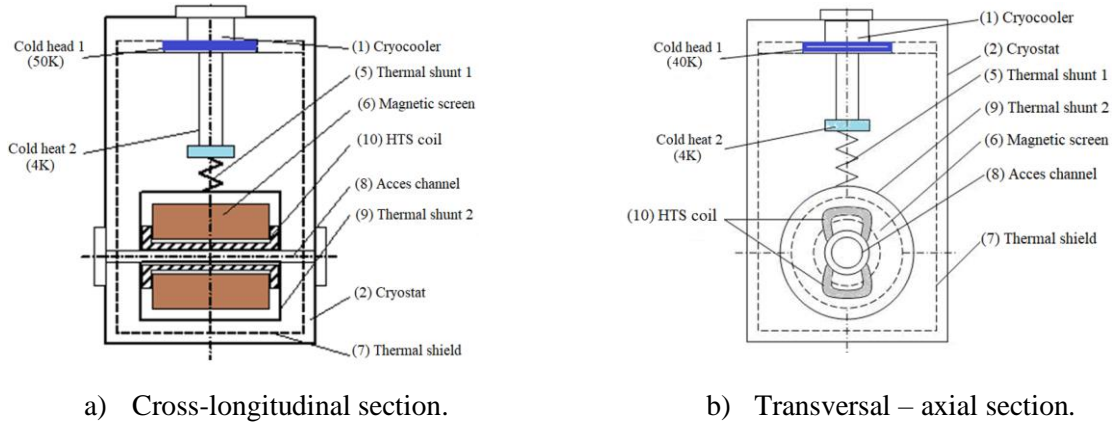 Cold head 1
(50K)
(1) Cryocooler
(5) Thermal shunt 1
(6) Magnetic screen
(10) HTS coil
Cold heat 2
(4K)
(8) Acces channel
(9) Thermal shunt 2
(2) Cryostat
(7) Thermal shield
a) Cross-longitudinal section.
(1) Cryocooler
Cold head 1
(40K)
(2) Cryostat
(5) Thermal shunt 1
(9) Thermal shunt 2
Cold heat 2
(4K)
(6) Magnetic screen
(8) Acces channel
(10) HTS coil
(7) Thermal shield
b) Transversal – axial section.